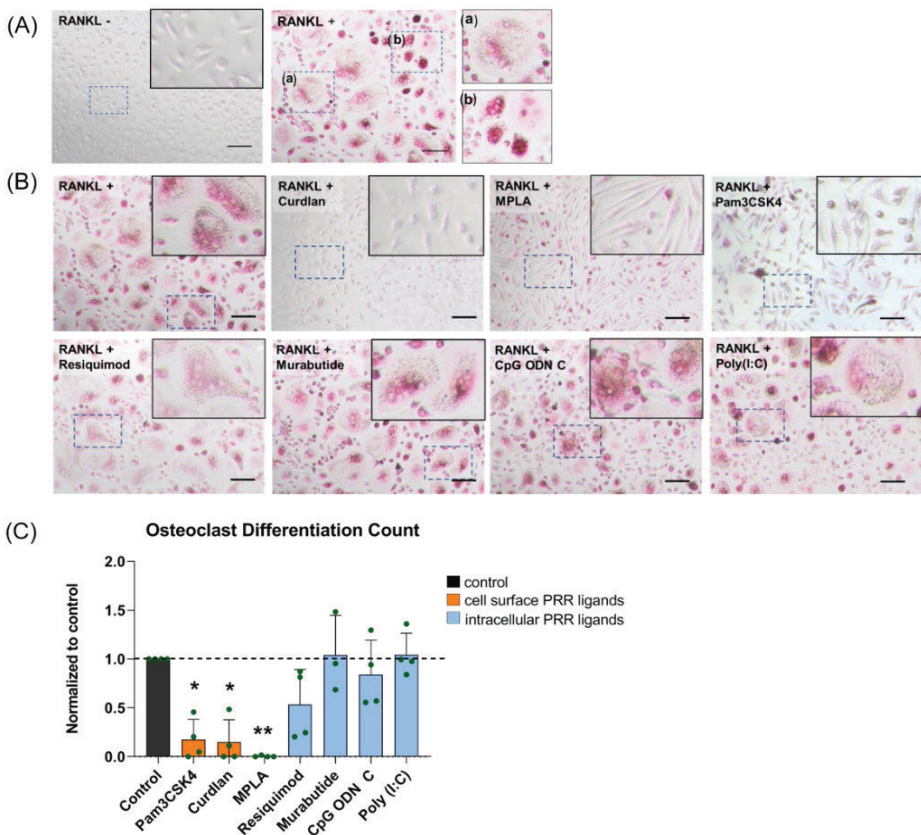 (A)
RANKL -
RANKL +
(a)
(b)
(a)
(b)
(B)
RANKL +
RANKL +
Curdlan
RANKL +
MPLA
RANKL +
Pam3CSK4
RANKL +
Resiquimod
RANKL +
Murabutide
RANKL +
CpG ODN C
RANKL +
Poly(I:C)
(C)
Osteoclast Differentiation Count
Normalized to control
2.0
1.5
1.0
0.5
0.0
*
*
**
Control
Pam3CSK4
Curdlan
MPLA
Resiquimod
Murabutide
CpG ODN C
Poly (I:C)
control
cell surface PRR ligands
intracellular PRR ligands